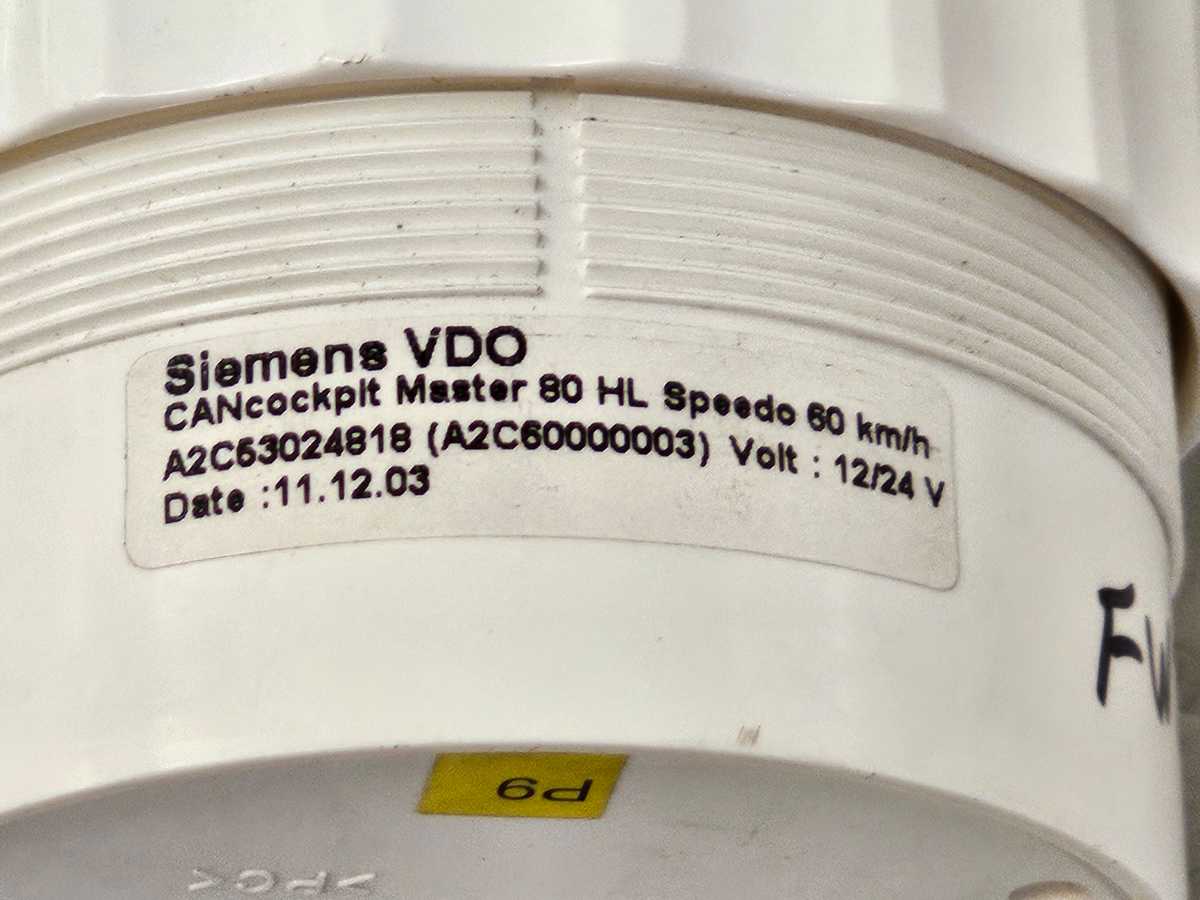 Siemens VDO
CANcockpit Master 80 HL Speedo 60 km/h
A2C53024818 (A2C60000003) Volt : 12/24 V
Date :11.12.03
P9